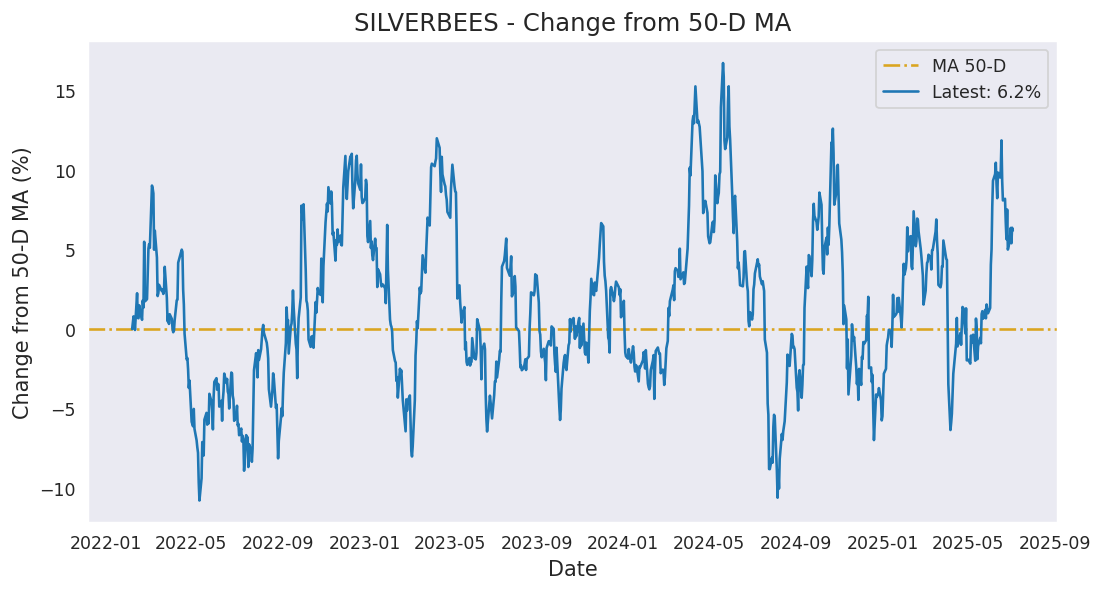 SILVERBEES - Change from 50-D MA
MA 50-D
Latest: 6.2%
Change from 50-D MA (%)
15
10
5
0
−5
−10
2022-01 2022-05 2022-09 2023-01 2023-05 2023-09 2024-01 2024-05 2024-09 2025-01 2025-05 2025-09
Date